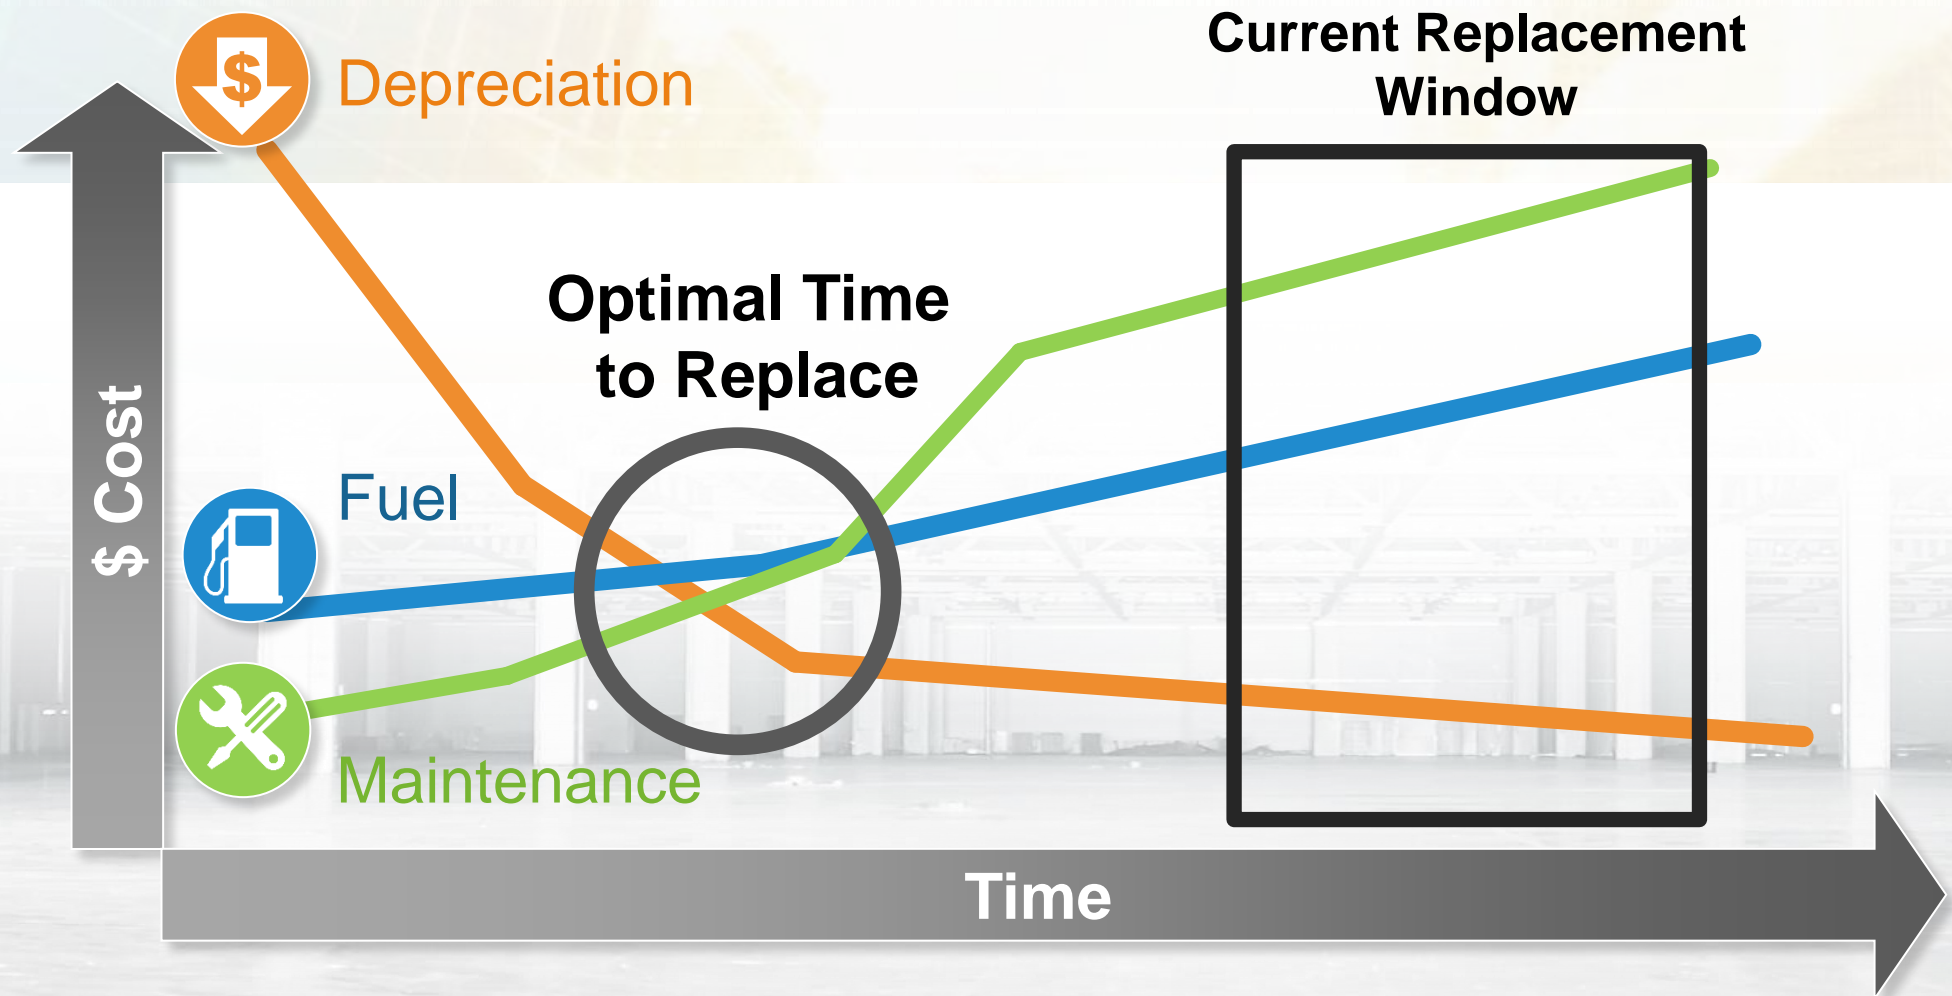 Current Replacement
Window
$
Depreciation
Optimal Time
to Replace
$ Cost
Fuel
Maintenance
Time